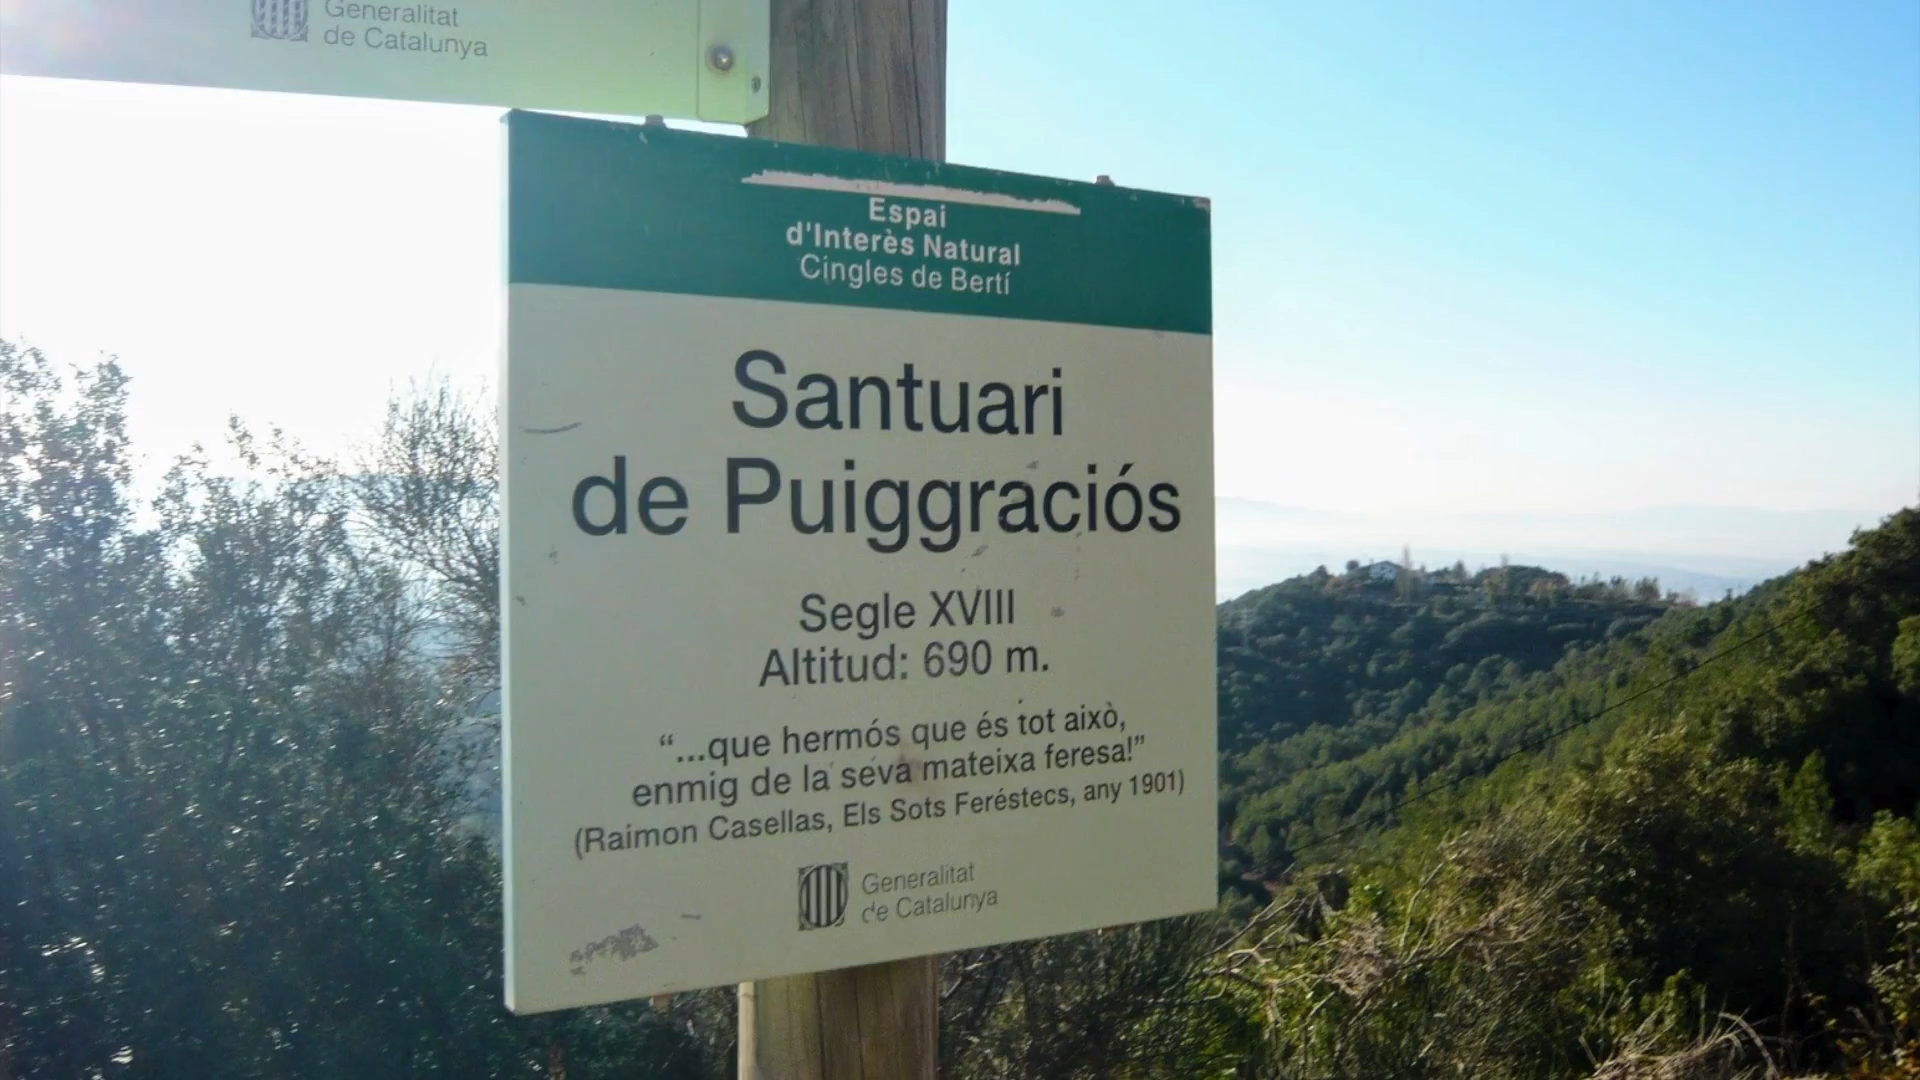 Generalitat
de Catalunya
Espai
d'Interès Natural
Cingles de Bertí
Santuari
de Puiggraciós
Segle XVIII
Altitud: 690 m.
“...que hermós que és tot això,
enmig de la seva mateixa feresa!”
(Raimon Casellas, Els Sots Feréstecs, any 1901)
Generalitat
de Catalunya